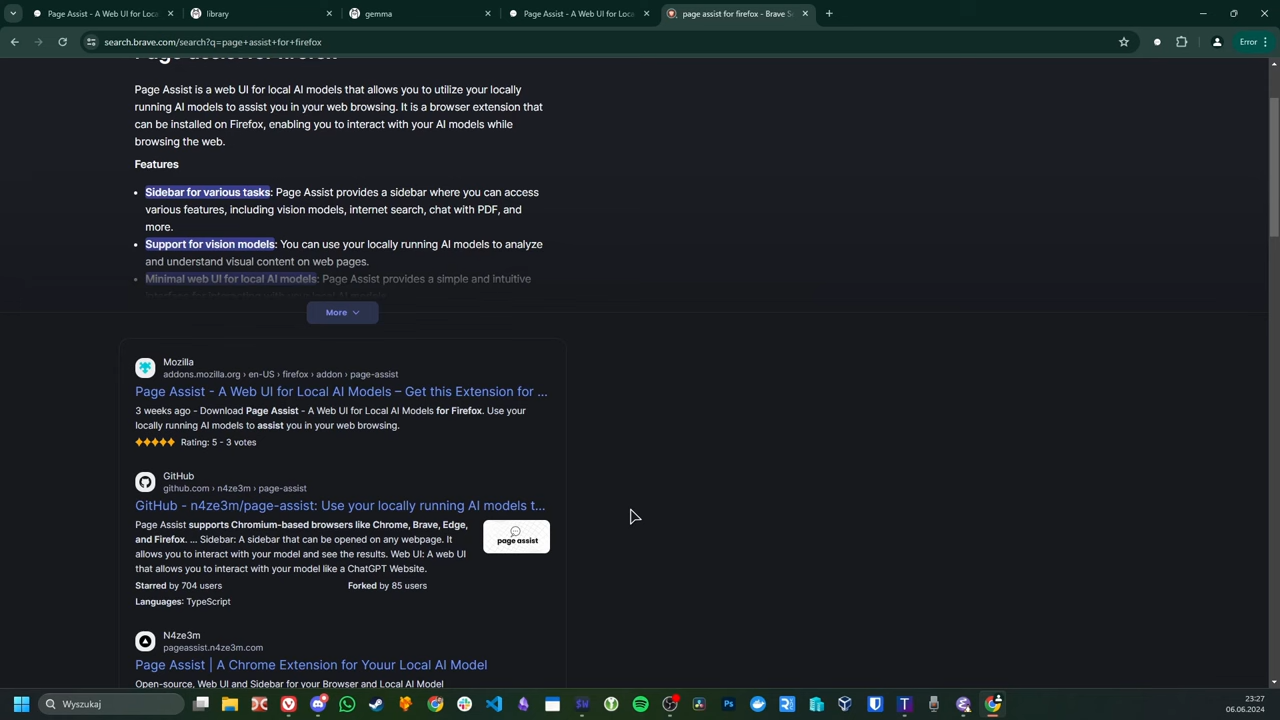 Page Assist - A Web UI for Loca
library
gemma
Page Assist - A Web UI for Loca
page assist for firefox - Brave Se
search.brave.com/search?q=page+assist+for+firefox
Error
Page assist for firefox
Page Assist is a web UI for local AI models that allows you to utilize your locally
running AI models to assist you in your web browsing. It is a browser extension that
can be installed on Firefox, enabling you to interact with your AI models while
browsing the web.
Features
• Sidebar for various tasks: Page Assist provides a sidebar where you can access
various features, including vision models, internet search, chat with PDF, and
more.
• Support for vision models: You can use your locally running AI models to analyze
and understand visual content on web pages.
• Minimal web UI for local AI models: Page Assist provides a simple and intuitive
interface for interacting with your local AI models.
More
Mozilla
addons.mozilla.org › en-US › firefox › addon › page-assist
Page Assist - A Web UI for Local AI Models – Get this Extension for ...
3 weeks ago - Download Page Assist - A Web UI for Local AI Models for Firefox. Use your
locally running AI models to assist you in your web browsing.
Rating: 5 - 3 votes
GitHub
github.com › n4ze3m › page-assist
GitHub - n4ze3m/page-assist: Use your locally running AI models t...
Page Assist supports Chromium-based browsers like Chrome, Brave, Edge,
and Firefox. ... Sidebar: A sidebar that can be opened on any webpage. It
allows you to interact with your model and see the results. Web UI: A web UI
that allows you to interact with your model like a ChatGPT Website.
page assist
Starred by 704 users
Forked by 85 users
Languages: TypeScript
N4ze3m
pageassist.n4ze3m.com
Page Assist | A Chrome Extension for Youur Local AI Model
Open-source, Web UI and Sidebar for your Browser and Local AI Model
Wyszukaj
23:27
06.06.2024